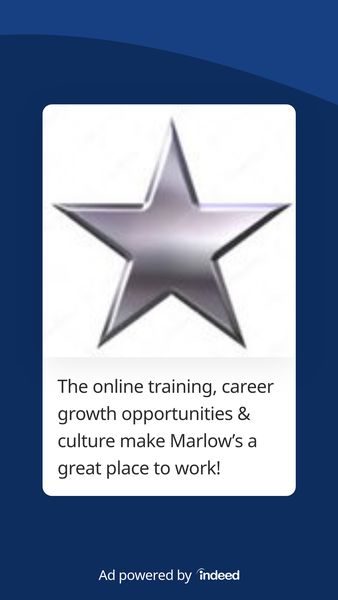 The online training, career
growth opportunities &
culture make Marlow's a
great place to work!
Ad powered by indeed